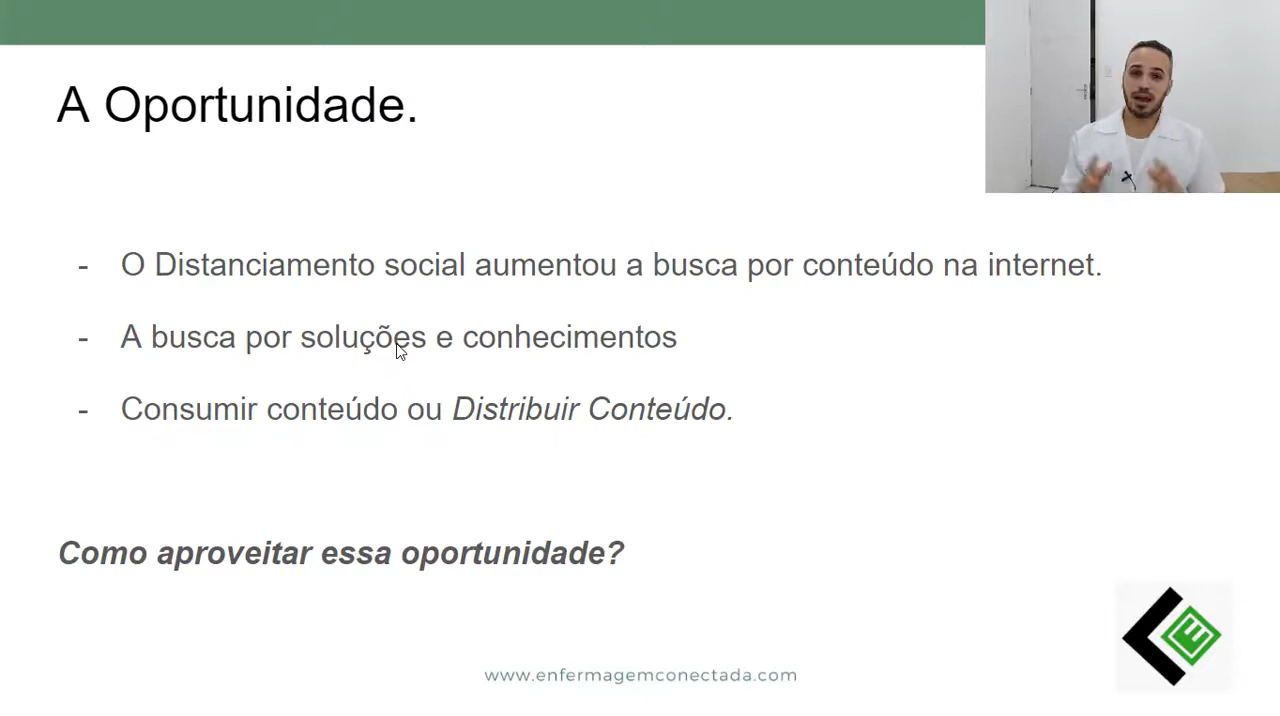 A Oportunidade.
- O Distanciamento social aumentou a busca por conteúdo na internet.
- A busca por soluções e conhecimentos
- Consumir conteúdo ou Distribuir Conteúdo.
Como aproveitar essa oportunidade?
E
www.enfermagemconectada.com